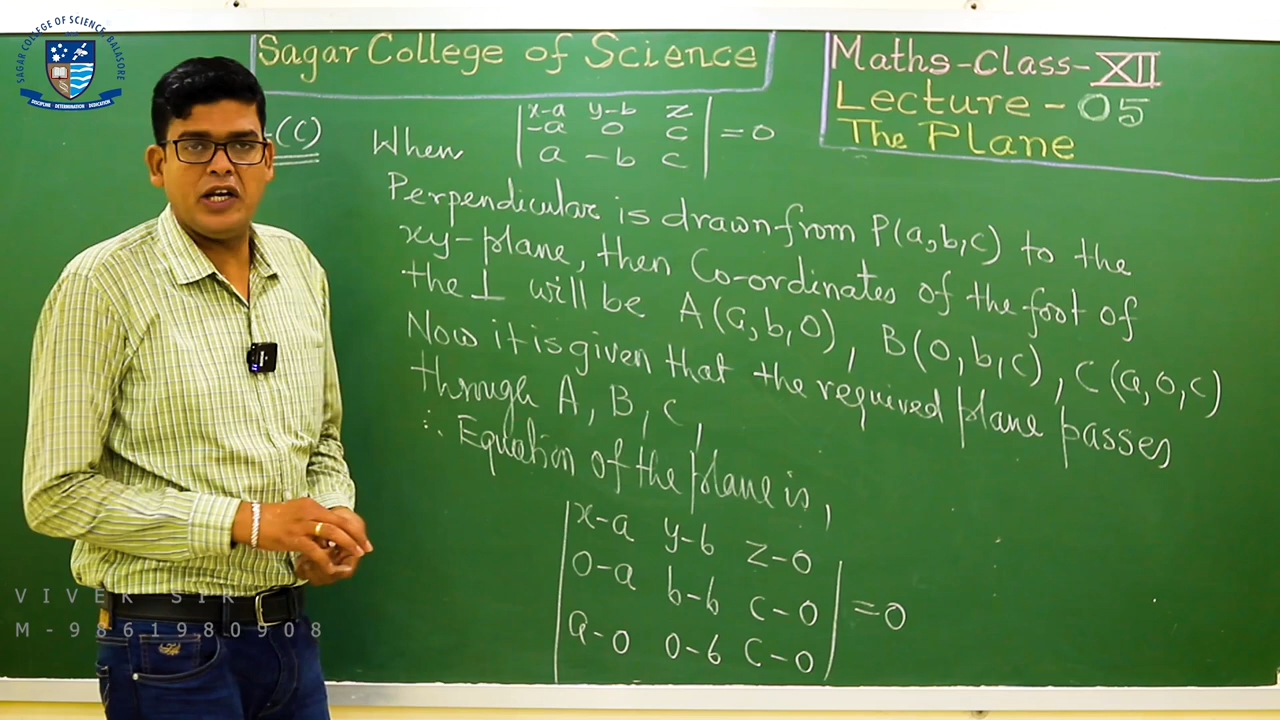 SAGAR COLLEGE OF SCIENCE, BALASORE
DISCIPLINE · DETERMINATION · DEDICATION
Sagar College of Science
Maths-Class-XII
Lecture-05
The Plane
(C) When
| x-a y-b z |
| -a 0 c | =0
| a -b c |
Perpendicular is drawn from P(a,b,c) to the
xy-plane, then Co-ordinates of the foot of
the ⊥ will be A(a,b,0), B(0,b,c), C(a,0,c)
Now it is given that the required plane passes
through A, B, C,
∴ Equation of the plane is,
| x-a y-b z-0 |
| 0-a b-b c-0 | =0
| a-0 0-b c-0 |
VIVEK SIR
M-9861980908